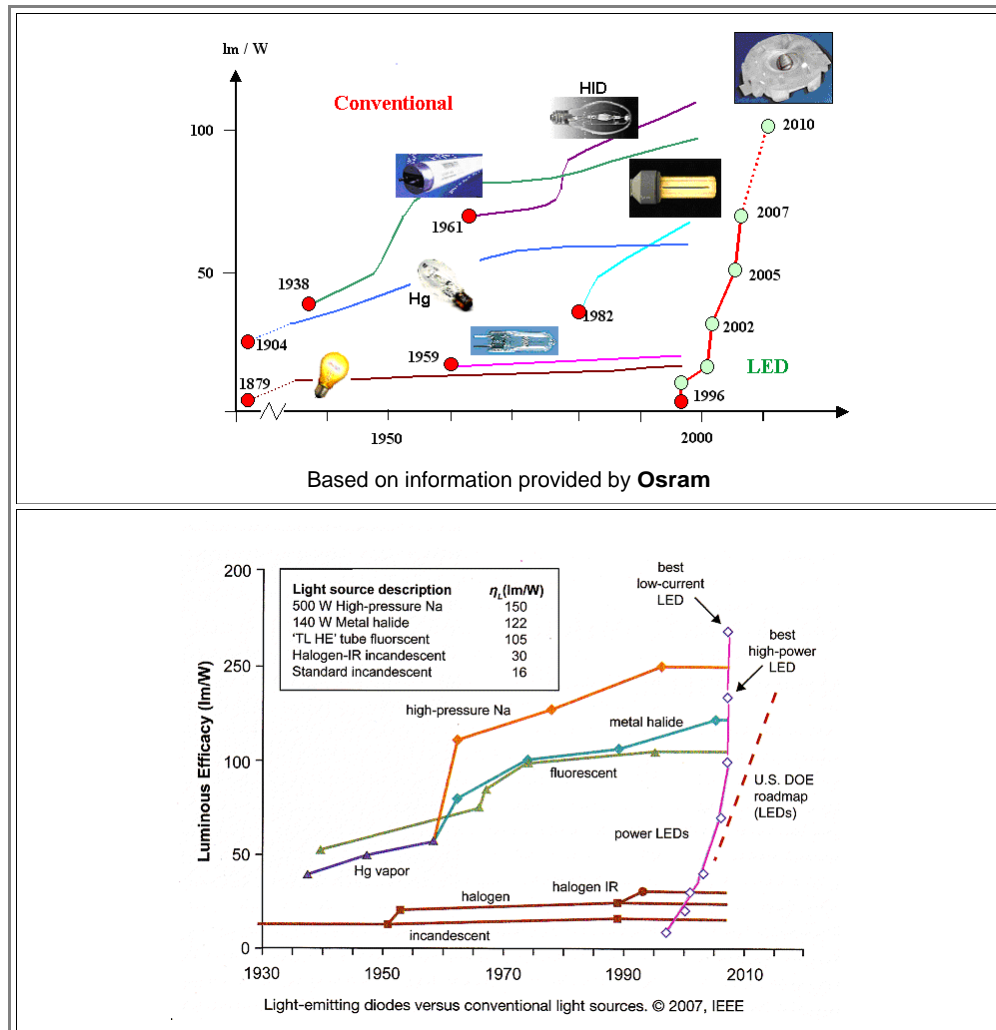 lm / W
Conventional
HID
2010
100
1961
2007
1938
50
Hg
2005
1904
1982
2002
1959
1879
LED
1996
1950
2000
Based on information provided by Osram
200
Light source description ηL(lm/W)
500 W High-pressure Na 150
140 W Metal halide 122
'TL HE' tube fluorscent 105
Halogen-IR incandescent 30
Standard incandescent 16
best
low-current
LED
best
high-power
LED
250
high-pressure Na
metal halide
100
fluorescent
U.S. DOE
roadmap
(LEDs)
power LEDs
50
Hg vapor
halogen IR
halogen
incandescent
0
Luminous Efficacy (lm/W)
1930 1950 1970 1990 2010
Light-emitting diodes versus conventional light sources. © 2007, IEEE